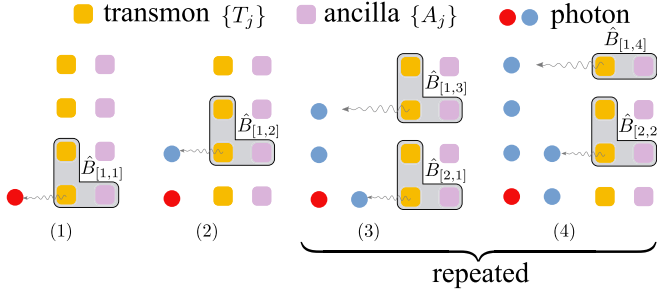 transmon {T_j} ancilla {A_j} photon
B̂_[1,4]
B̂_[1,3]
B̂_[1,2] B̂_[2,2
B̂_[1,1] B̂_[2,1]
(1) (2) (3) (4)
repeated